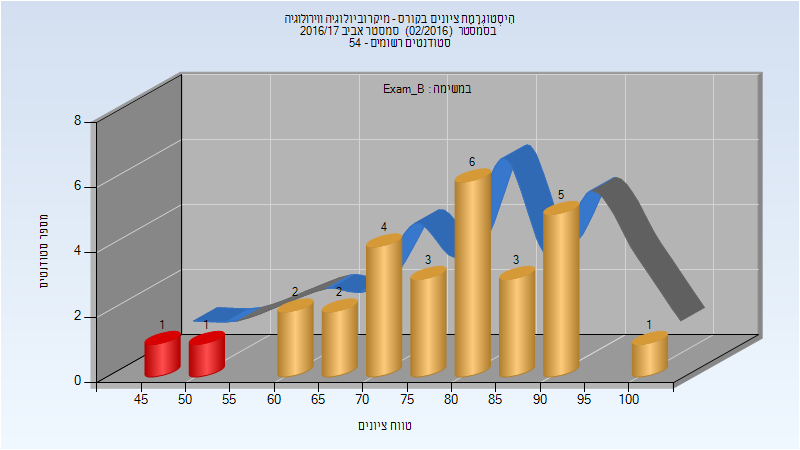 היסטוגרמת ציונים בקורס - מיקרוביולוגיה ווירולוגיה
בסמסטר (02/2016) סמסטר אביב 2016/17
סטודנטים רשומים - 54
במשימה : Exam_B
מספר סטודנטים
8
6
4
2
0
1
1
2
2
4
3
6
3
5
1
45 50 55 60 65 70 75 80 85 90 95 100
טווח ציונים